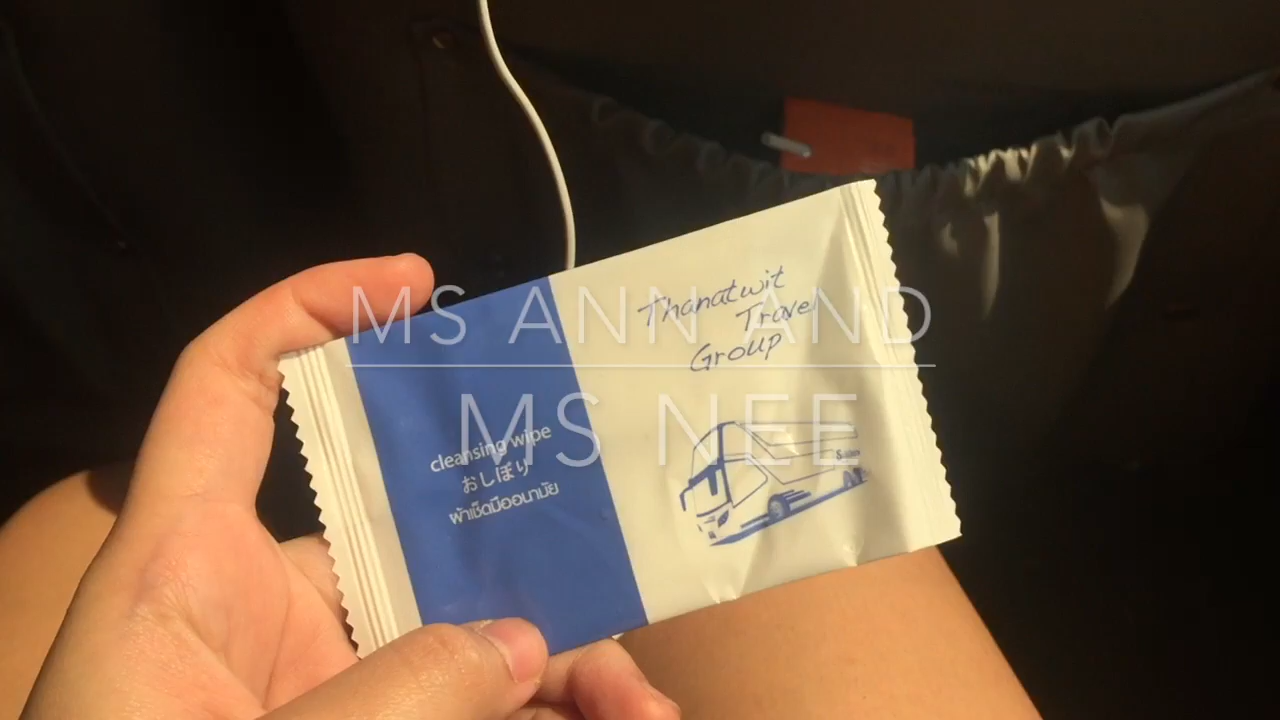 MS ANN AND
MS NEE
Thanatwit
Travel
Group
cleansing wipe
おしぼり
ผ้าเช็ดมืออนามัย